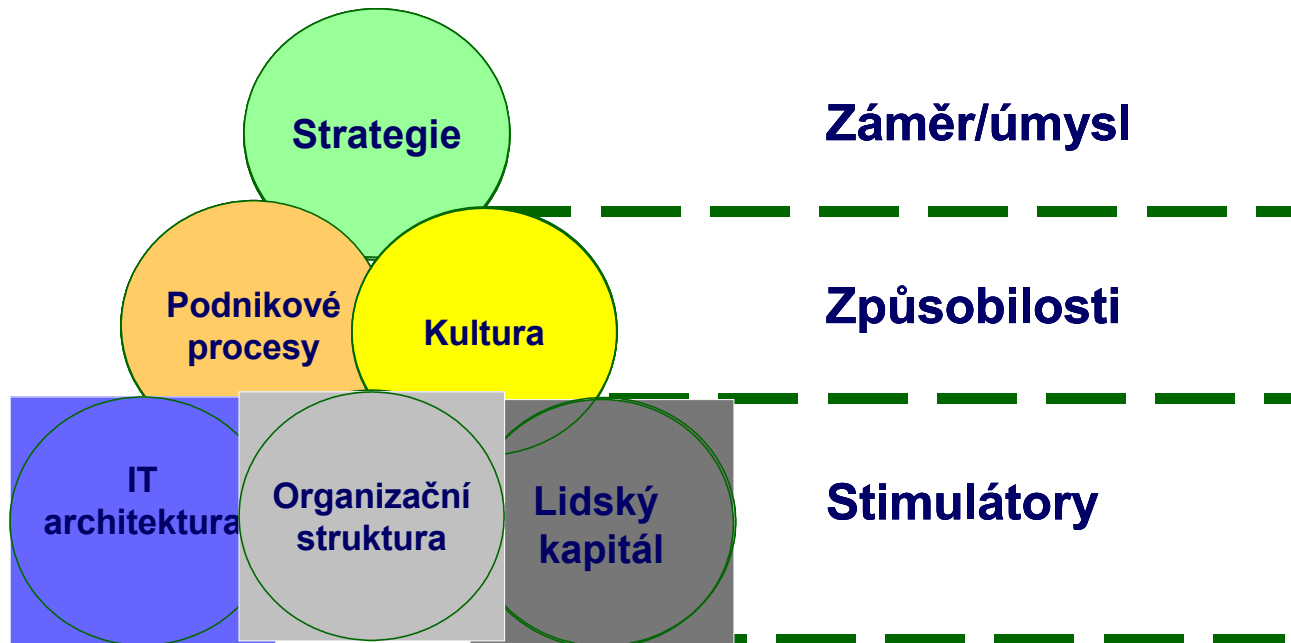 Strategie
Záměr/úmysl
Podnikové
procesy
Kultura
Způsobilosti
IT
architektura
Organizační
struktura
Lidský
kapitál
Stimulátory